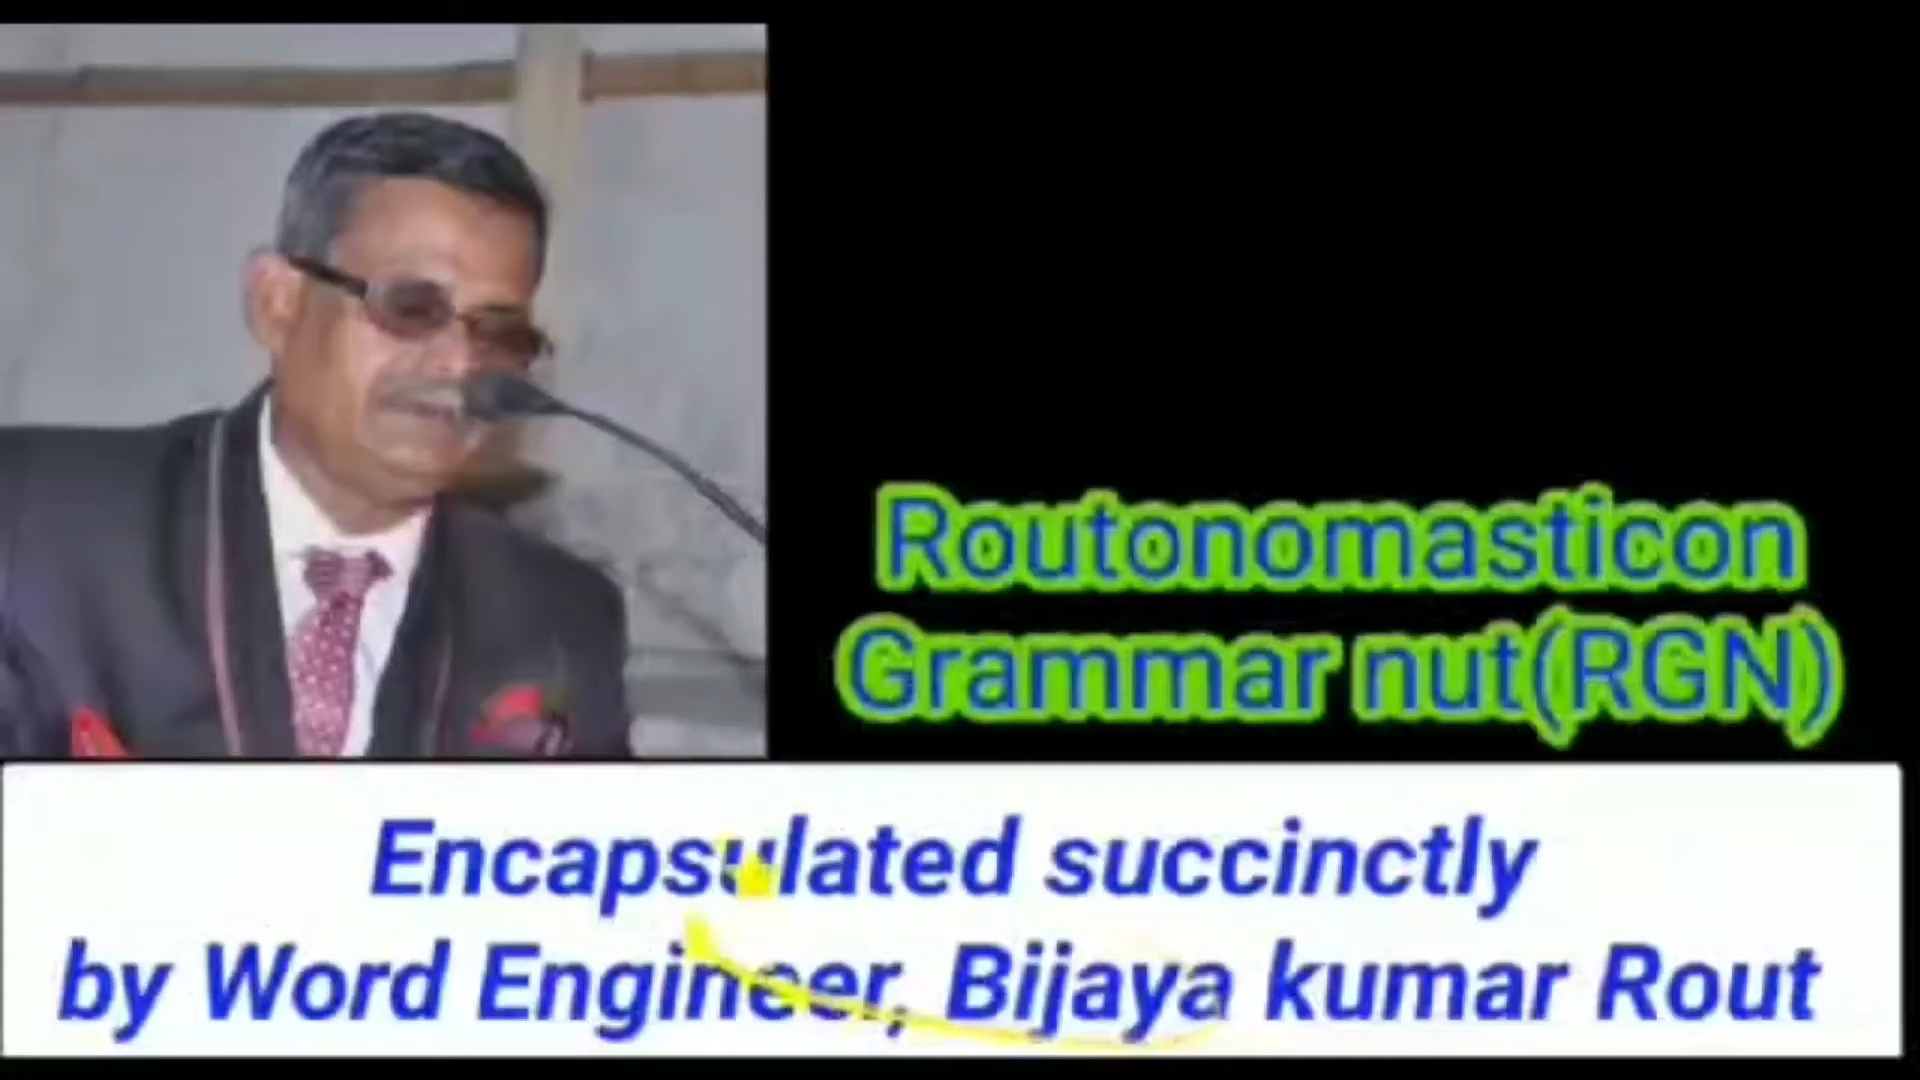 Routonomasticon
Grammar nut(RGN)
Encapsulated succinctly
by Word Engineer, Bijaya kumar Rout